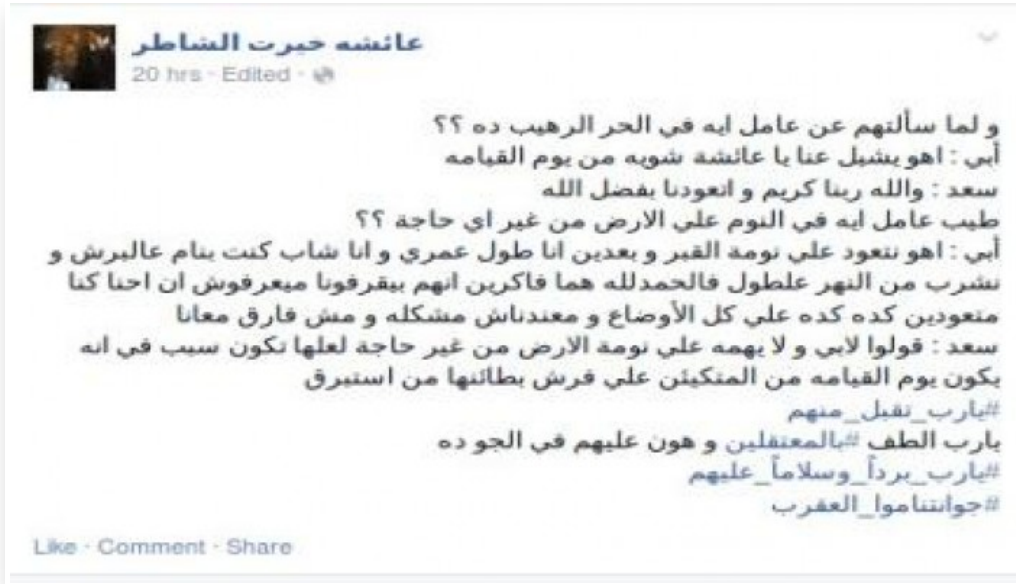 عائشه خيرت الشاطر
20 hrs · Edited ·
و لما سألتهم عن عامل ايه في الحر الرهيب ده ؟؟
أبي : اهو يشيل عنا يا عائشة شويه من يوم القيامه
سعد : والله ربنا كريم و اتعودنا بفضل الله
طيب عامل ايه في النوم علي الارض من غير اي حاجة ؟؟
أبي : اهو نتعود علي نومة القبر و بعدين انا طول عمري و انا شاب كنت بنام عالبرش و
نشرب من النهر علطول فالحمدلله هما فاكرين انهم بيقرفونا ميعرفوش ان احنا كنا
متعودين كده كده علي كل الأوضاع و معندناش مشكله و مش فارق معانا
سعد : قولوا لابي و لا يهمه علي نومة الارض من غير حاجة لعلها تكون سبب في انه
يكون يوم القيامه من المتكيئن علي فرش بطائنها من استبرق
#يارب_تقبل_منهم
يارب الطف #بالمعتقلين و هون عليهم في الجو ده
#يارب_برداً_وسلاماً_عليهم
#جوانتناموا_العقرب
Like · Comment · Share